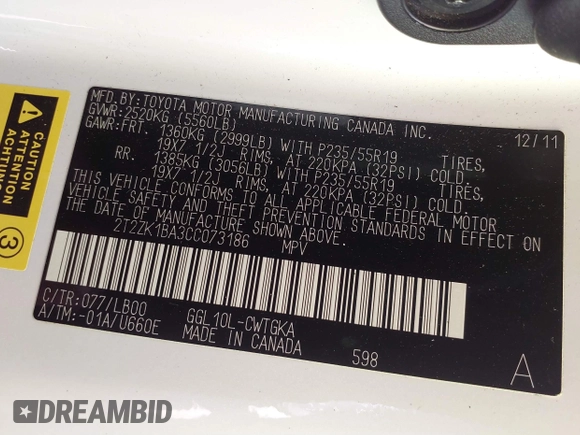 CAUTION
ATTENTION
ACHTUNG
3
MFD. BY: TOYOTA MOTOR MANUFACTURING CANADA INC.
GVWR: 2520KG (5560LB) 12/11
GAWR: FRT. 1360KG (2999LB) WITH P235/55R19 TIRES,
19X7 1/2J RIMS, AT 220KPA (32PSI) COLD.
RR. 1385KG (3056LB) WITH P235/55R19 TIRES,
19X7 1/2J RIMS, AT 220KPA (32PSI) COLD.
THIS VEHICLE CONFORMS TO ALL APPLICABLE FEDERAL MOTOR
VEHICLE SAFETY AND THEFT PREVENTION STANDARDS IN EFFECT ON
THE DATE OF MANUFACTURE SHOWN ABOVE.
2T2ZK1BA3CC073186 MPV
C/TR: 077/LB00 GGL10L-CWTGKA
A/TM: -01A/U660E MADE IN CANADA
598 A
DREAMBID